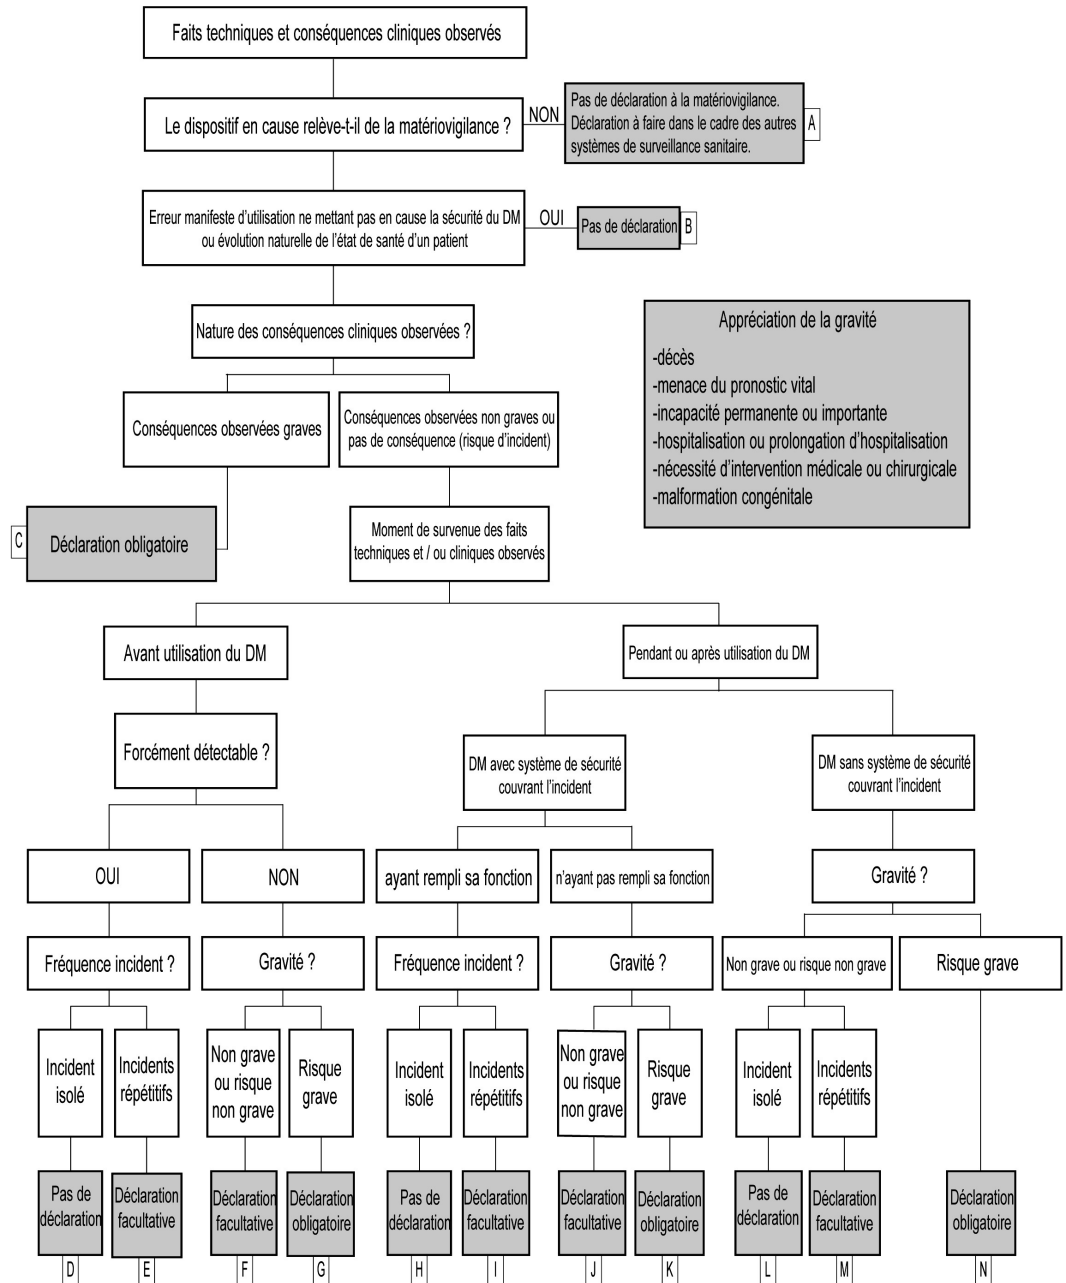 Faits techniques et conséquences cliniques observés
Le dispositif en cause relève-t-il de la matériovigilance ?
NON
Pas de déclaration à la matériovigilance.
Déclaration à faire dans le cadre des autres
systèmes de surveillance sanitaire.
A
Erreur manifeste d'utilisation ne mettant pas en cause la sécurité du DM
ou évolution naturelle de l'état de santé d'un patient
OUI
Pas de déclaration
B
Nature des conséquences cliniques observées ?
Appréciation de la gravité
-décès
-menace du pronostic vital
-incapacité permanente ou importante
-hospitalisation ou prolongation d'hospitalisation
-nécessité d'intervention médicale ou chirurgicale
-malformation congénitale
Conséquences observées graves
Conséquences observées non graves ou
pas de conséquence (risque d'incident)
C
Déclaration obligatoire
Moment de survenue des faits
techniques et / ou cliniques observés
Avant utilisation du DM
Pendant ou après utilisation du DM
Forcément détectable ?
DM avec système de sécurité
couvrant l'incident
DM sans système de sécurité
couvrant l'incident
OUI
NON
ayant rempli sa fonction
n'ayant pas rempli sa fonction
Gravité ?
Fréquence incident ?
Gravité ?
Fréquence incident ?
Gravité ?
Non grave ou risque non grave
Risque grave
Incident
isolé
Incidents
répétitifs
Non grave
ou risque
non grave
Risque
grave
Incident
isolé
Incidents
répétitifs
Non grave
ou risque
non grave
Risque
grave
Incident
isolé
Incidents
répétitifs
Pas de
déclaration
Déclaration
facultative
Déclaration
facultative
Déclaration
obligatoire
Pas de
déclaration
Déclaration
facultative
Déclaration
facultative
Déclaration
obligatoire
Pas de
déclaration
Déclaration
facultative
Déclaration
obligatoire
D
E
F
G
H
I
J
K
L
M
N